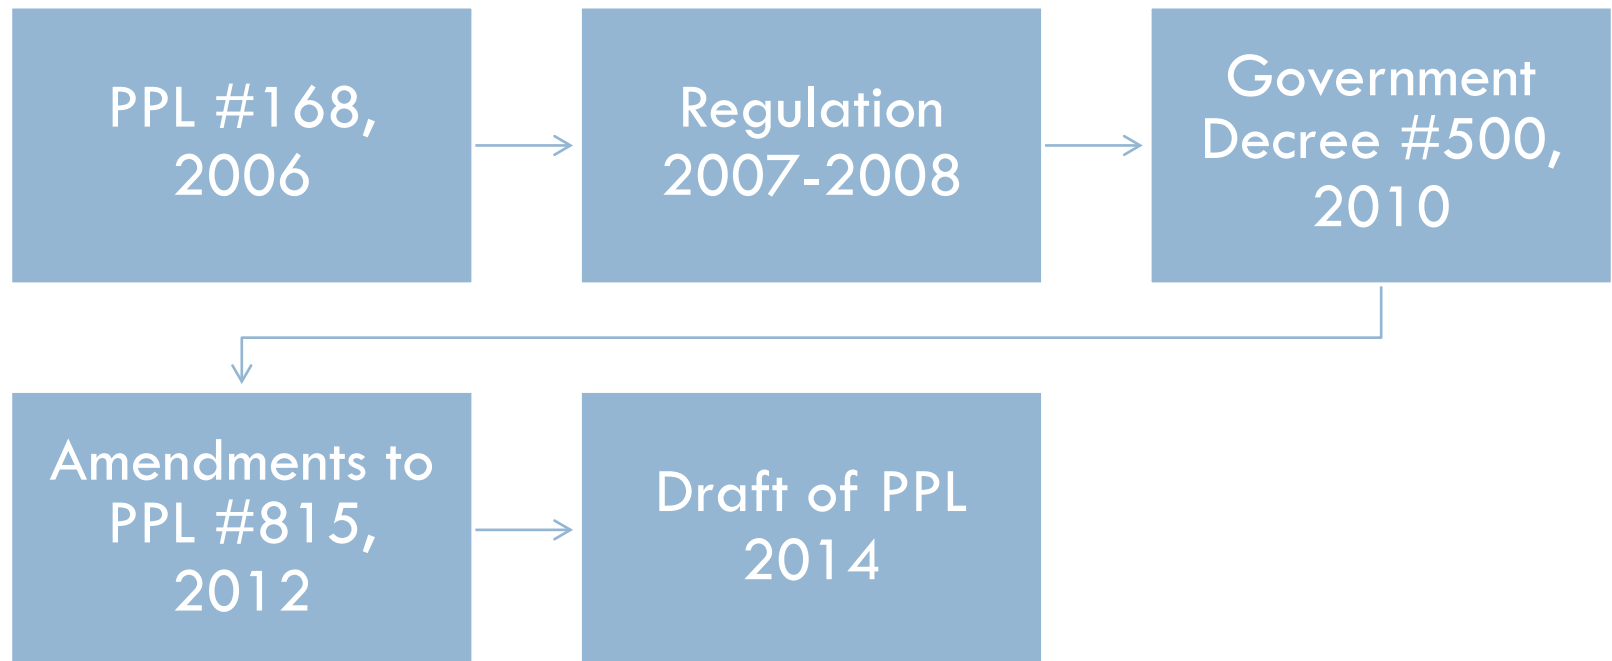 PPL #168,
2006
Regulation
2007-2008
Government
Decree #500,
2010
Amendments to
PPL #815,
2012
Draft of PPL
2014